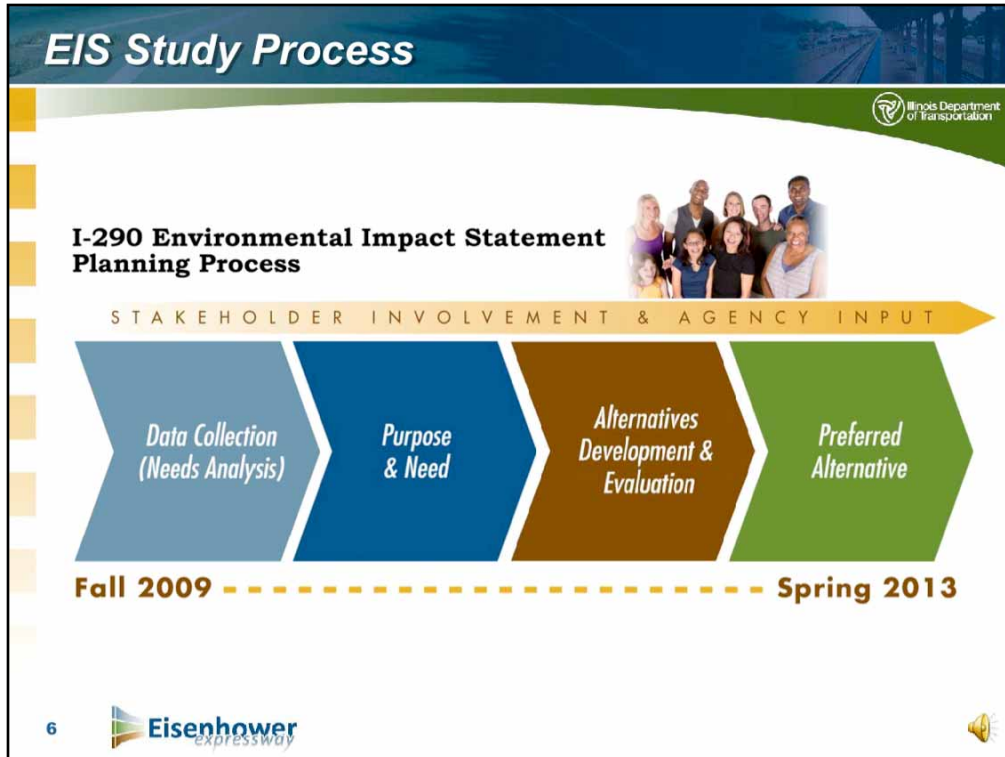 EIS Study Process
Illinois Department
of Transportation
I-290 Environmental Impact Statement
Planning Process
STAKEHOLDER INVOLVEMENT & AGENCY INPUT
Data Collection
(Needs Analysis)
Purpose
& Need
Alternatives
Development &
Evaluation
Preferred
Alternative
Fall 2009
Spring 2013
6
Eisenhower
expressway